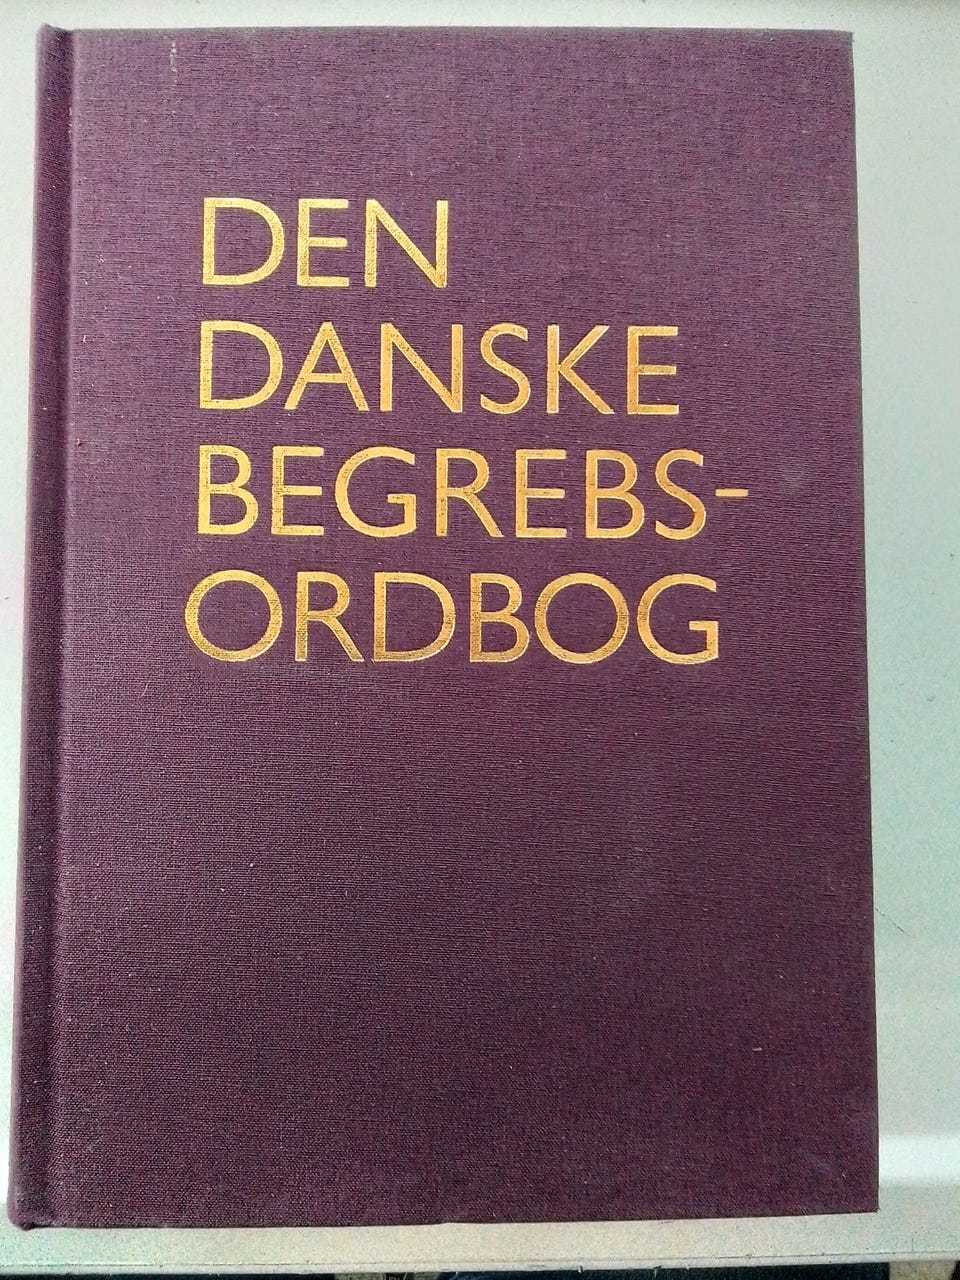 DEN
DANSKE
BEGREBS-
ORDBOG